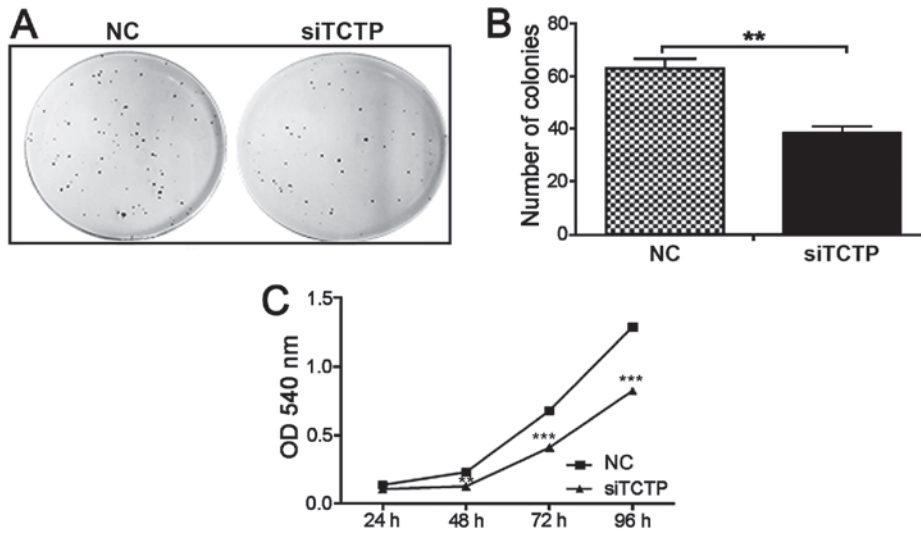 A
NC
siTCTP
B
Number of colonies
80
60
40
20
0
**
NC
siTCTP
C
OD 540 nm
1.5
1.0
0.5
0.0
**
***
***
NC
siTCTP
24 h
48 h
72 h
96 h